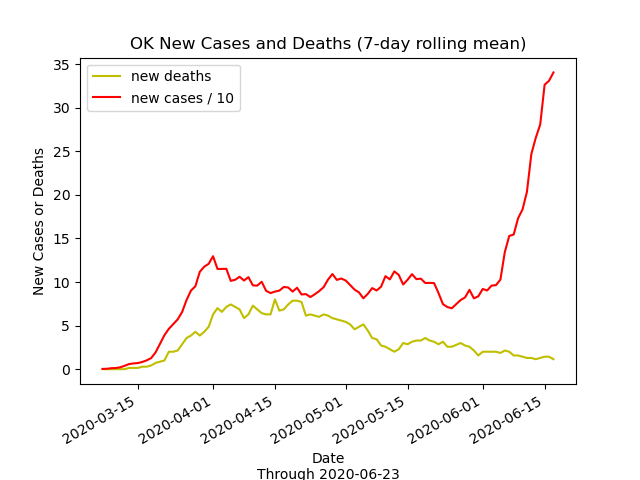 OK New Cases and Deaths (7-day rolling mean)
new deaths
new cases / 10
35
30
25
20
15
10
5
0
New Cases or Deaths
2020-03-15
2020-04-01
2020-04-15
2020-05-01
2020-05-15
2020-06-01
2020-06-15
Date
Through 2020-06-23